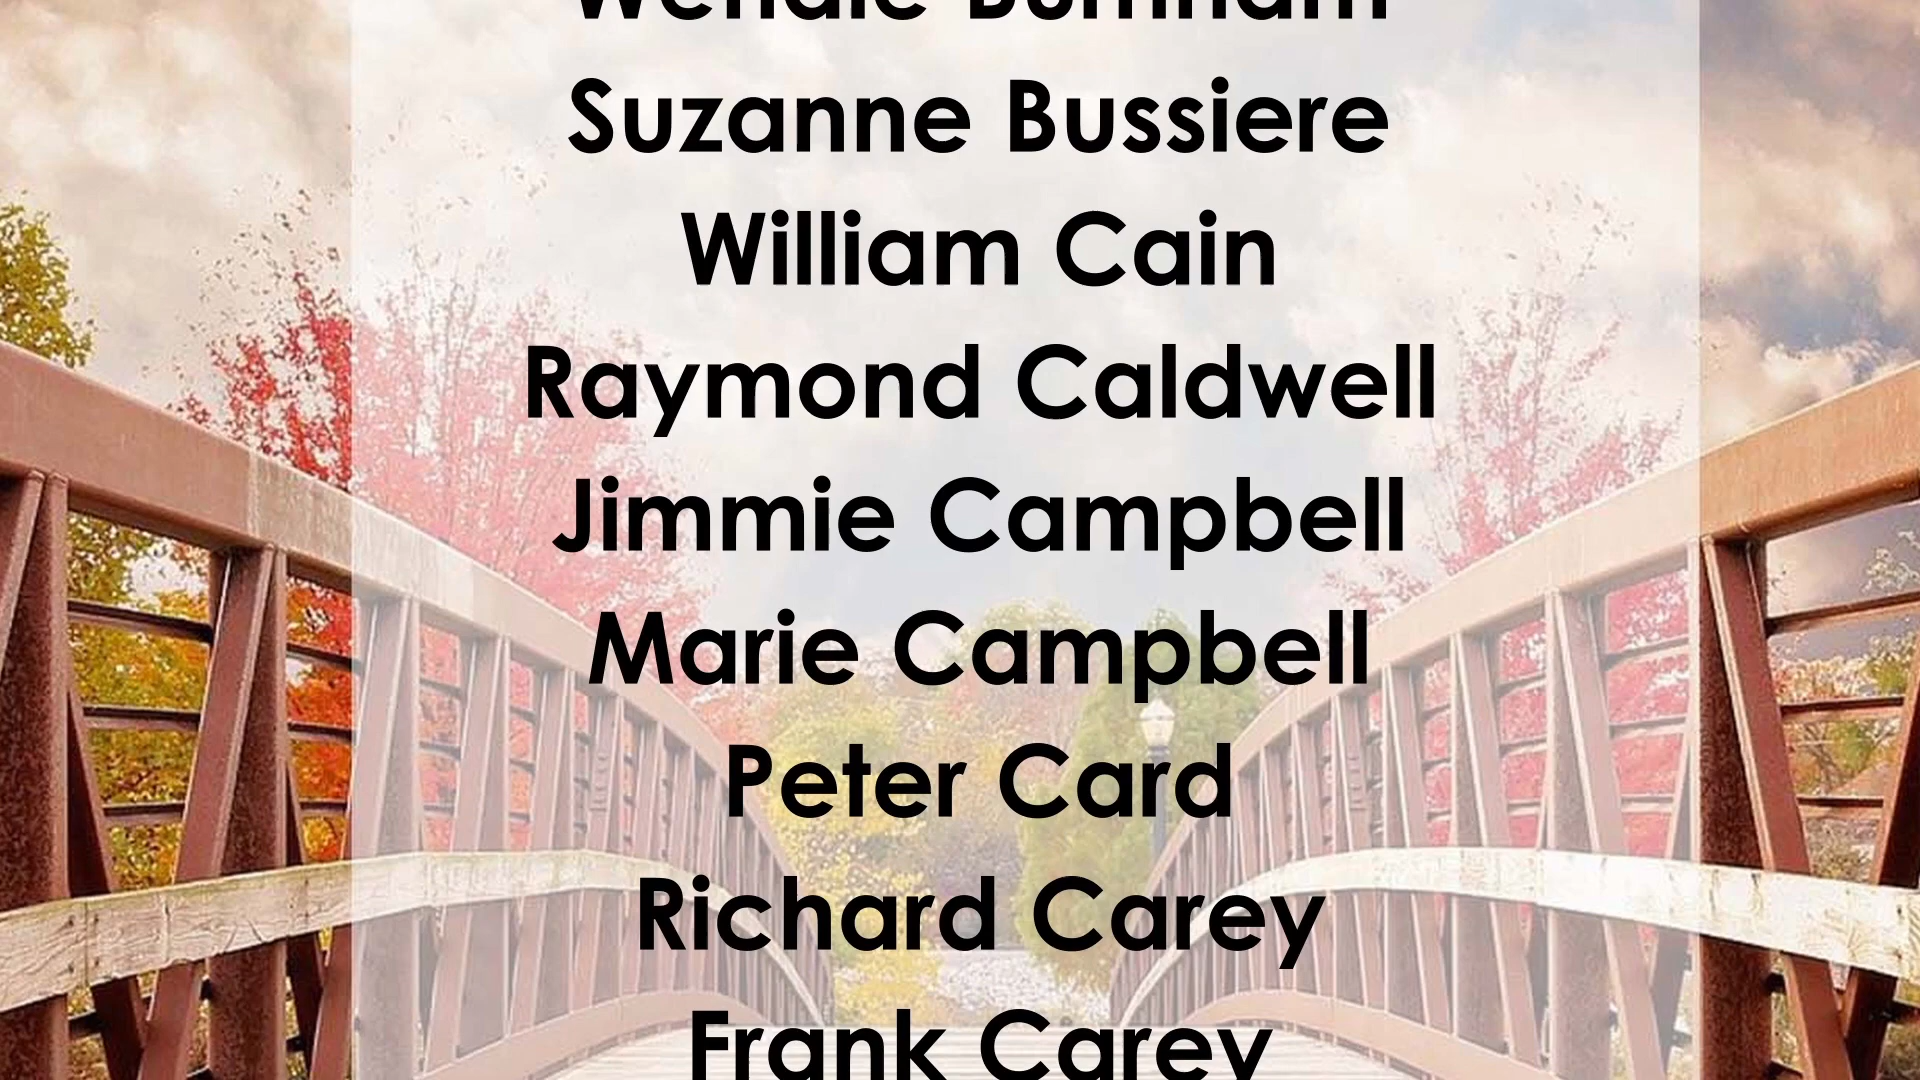 Suzanne Bussiere
William Cain
Raymond Caldwell
Jimmie Campbell
Marie Campbell
Peter Card
Richard Carey
Frank Carey